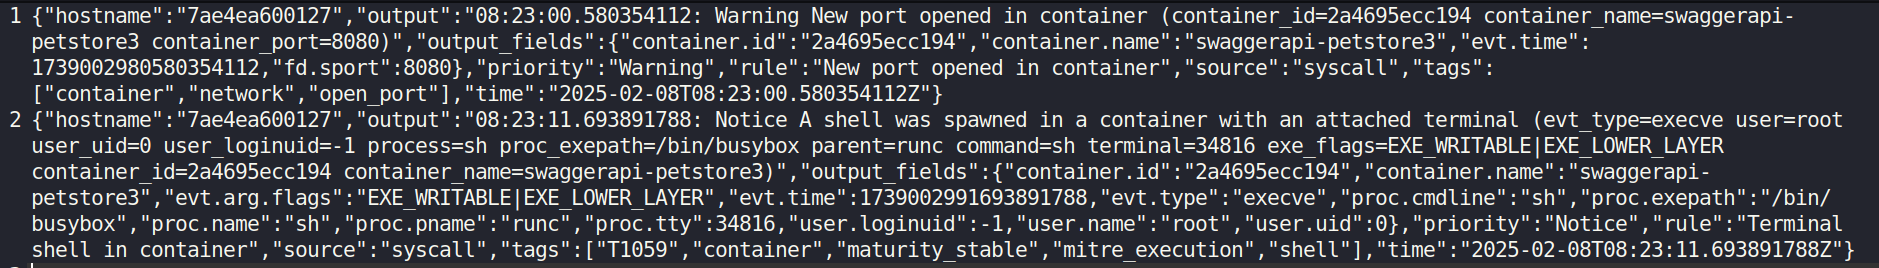 1 {"hostname":"7ae4ea600127","output":"08:23:00.580354112: Warning New port opened in container (container_id=2a4695ecc194 container_name=swaggerapi-
petstore3 container_port=8080)","output_fields":{"container.id":"2a4695ecc194","container.name":"swaggerapi-petstore3","evt.time":
1739002980580354112,"fd.sport":8080},"priority":"Warning","rule":"New port opened in container","source":"syscall","tags":
["container","network","open_port"],"time":"2025-02-08T08:23:00.580354112Z"}
2 {"hostname":"7ae4ea600127","output":"08:23:11.693891788: Notice A shell was spawned in a container with an attached terminal (evt_type=execve user=root
user_uid=0 user_loginuid=-1 process=sh proc_exepath=/bin/busybox parent=runc command=sh terminal=34816 exe_flags=EXE_WRITABLE|EXE_LOWER_LAYER
container_id=2a4695ecc194 container_name=swaggerapi-petstore3)","output_fields":{"container.id":"2a4695ecc194","container.name":"swaggerapi-
petstore3","evt.arg.flags":"EXE_WRITABLE|EXE_LOWER_LAYER","evt.time":1739002991693891788,"evt.type":"execve","proc.cmdline":"sh","proc.exepath":"/bin/
busybox","proc.name":"sh","proc.pname":"runc","proc.tty":34816,"user.loginuid":-1,"user.name":"root","user.uid":0},"priority":"Notice","rule":"Terminal
shell in container","source":"syscall","tags":["T1059","container","maturity_stable","mitre_execution","shell"],"time":"2025-02-08T08:23:11.693891788Z"}